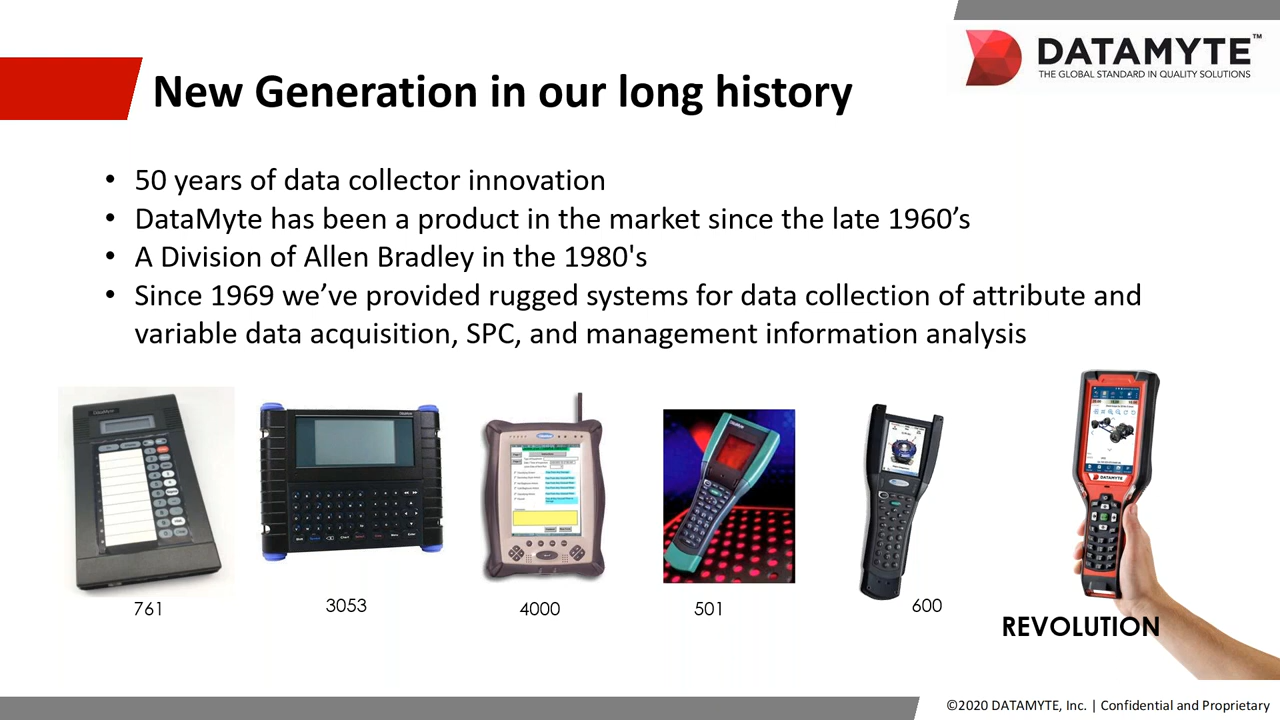 DATAMYTE™
THE GLOBAL STANDARD IN QUALITY SOLUTIONS
New Generation in our long history
• 50 years of data collector innovation
• DataMyte has been a product in the market since the late 1960’s
• A Division of Allen Bradley in the 1980's
• Since 1969 we’ve provided rugged systems for data collection of attribute and
variable data acquisition, SPC, and management information analysis
DATAMYTE
761
3053
4000
501
600
REVOLUTION
©2020 DATAMYTE, Inc. | Confidential and Proprietary